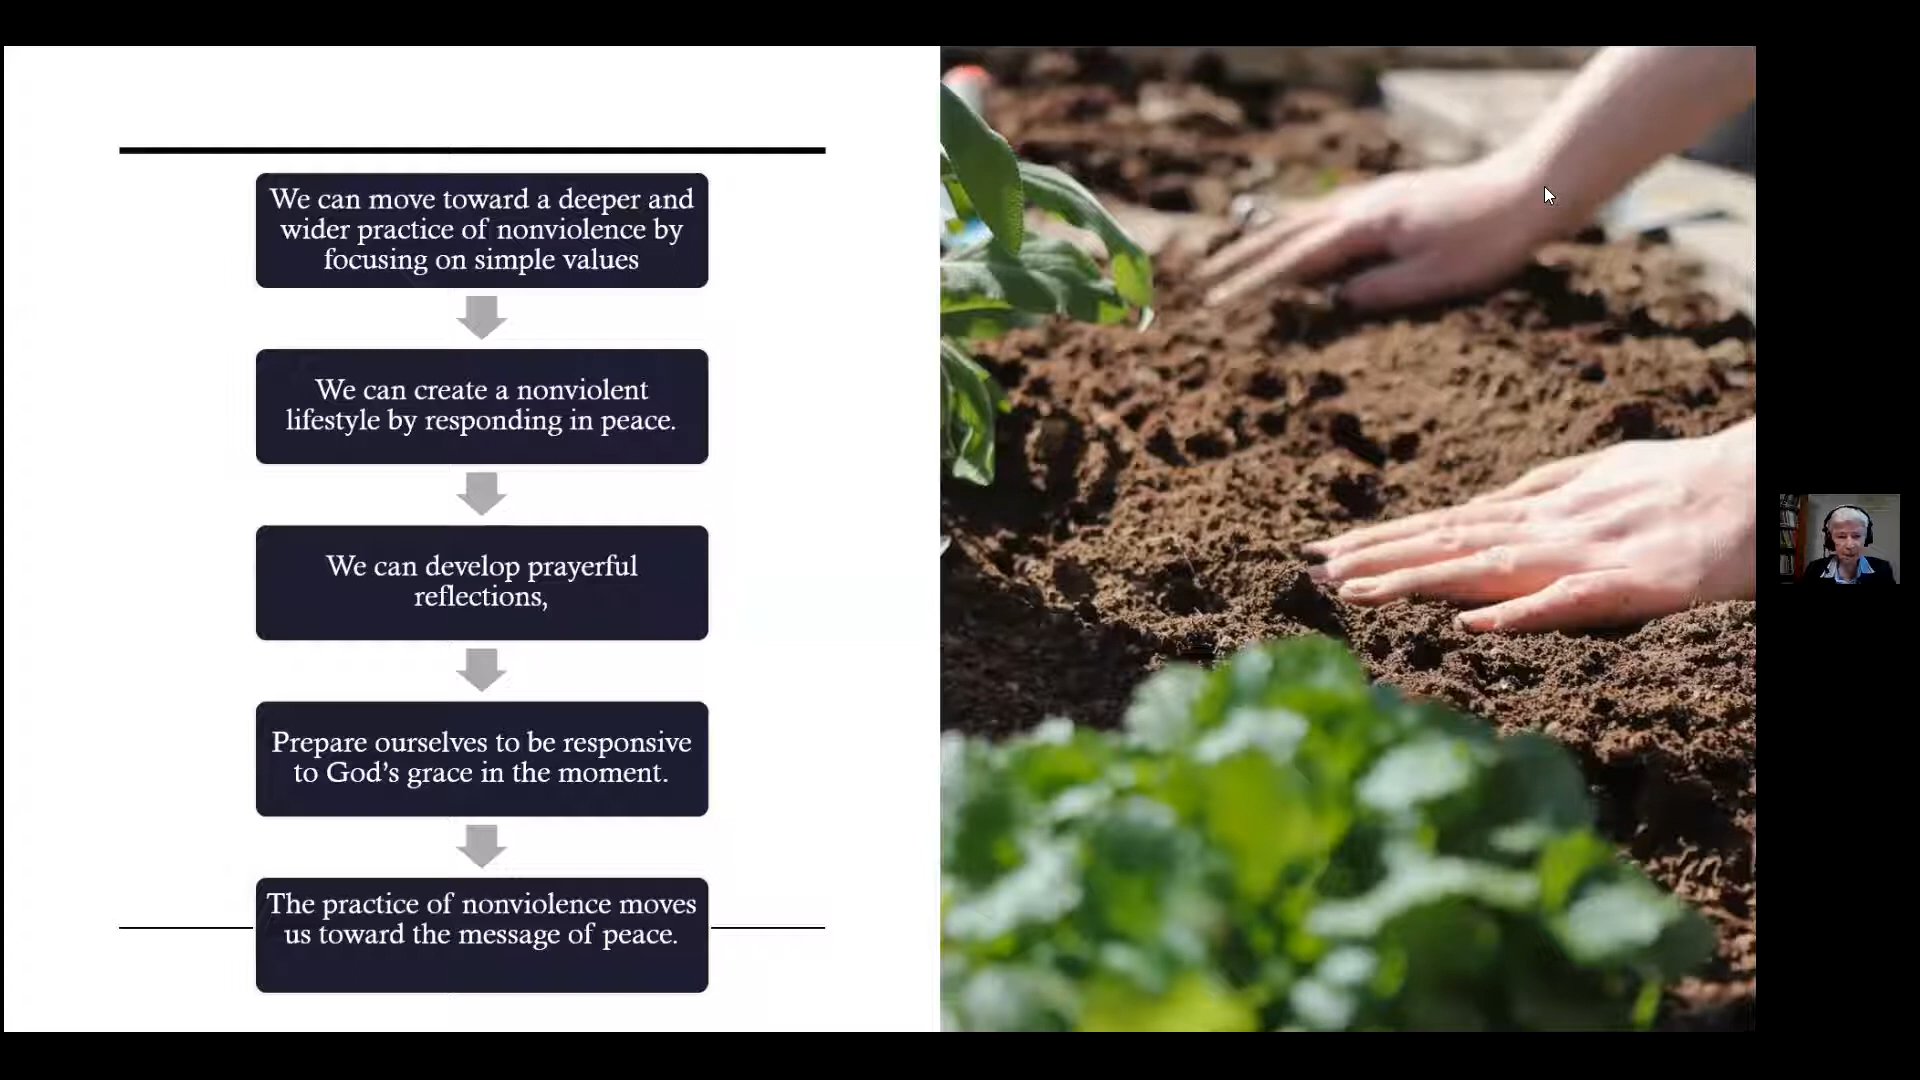 We can move toward a deeper and
wider practice of nonviolence by
focusing on simple values
We can create a nonviolent
lifestyle by responding in peace.
We can develop prayerful
reflections,
Prepare ourselves to be responsive
to God’s grace in the moment.
The practice of nonviolence moves
us toward the message of peace.